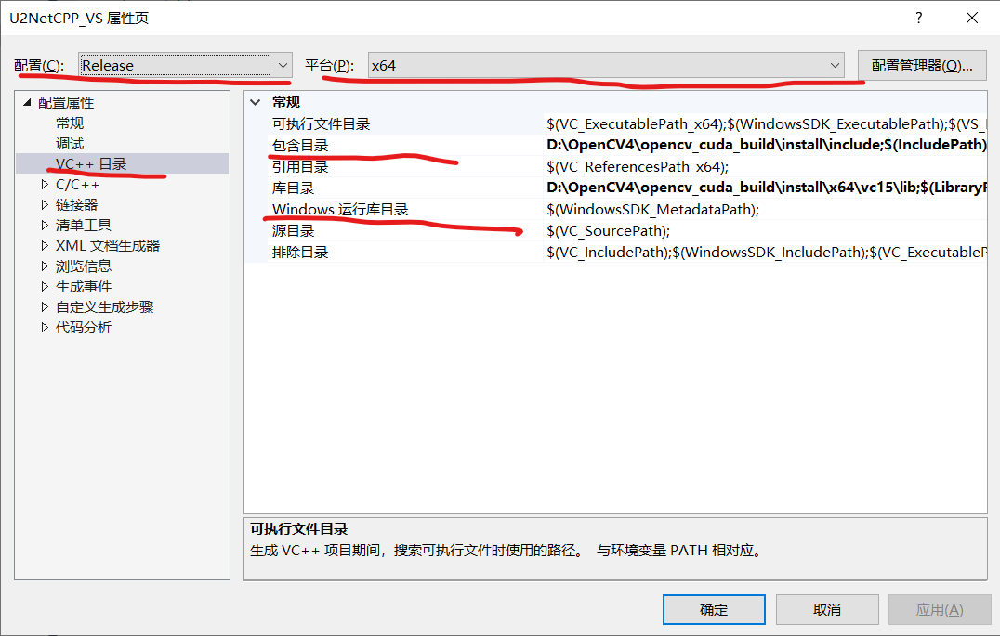 U2NetCPP_VS 属性页
配置(C): Release 平台(P): x64 配置管理器(O)...
配置属性
常规
调试
VC++ 目录
C/C++
链接器
清单工具
XML 文档生成器
浏览信息
生成事件
自定义生成步骤
代码分析
常规
可执行文件目录 $(VC_ExecutablePath_x64);$(WindowsSDK_ExecutablePath);$(VS_
包含目录 D:\OpenCV4\opencv_cuda_build\install\include;$(IncludePath)
引用目录 $(VC_ReferencesPath_x64);
库目录 D:\OpenCV4\opencv_cuda_build\install\x64\vc15\lib;$(LibraryP
Windows 运行库目录 $(WindowsSDK_MetadataPath);
源目录 $(VC_SourcePath);
排除目录 $(VC_IncludePath);$(WindowsSDK_IncludePath);$(VC_ExecutableP
可执行文件目录
生成 VC++ 项目期间，搜索可执行文件时使用的路径。 与环境变量 PATH 相对应。
确定 取消 应用(A)